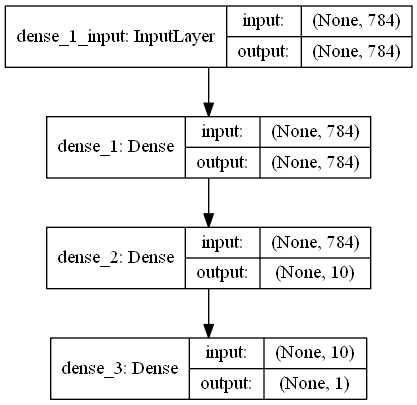 dense_1_input: InputLayer
input: (None, 784)
output: (None, 784)
dense_1: Dense
input: (None, 784)
output: (None, 784)
dense_2: Dense
input: (None, 784)
output: (None, 10)
dense_3: Dense
input: (None, 10)
output: (None, 1)